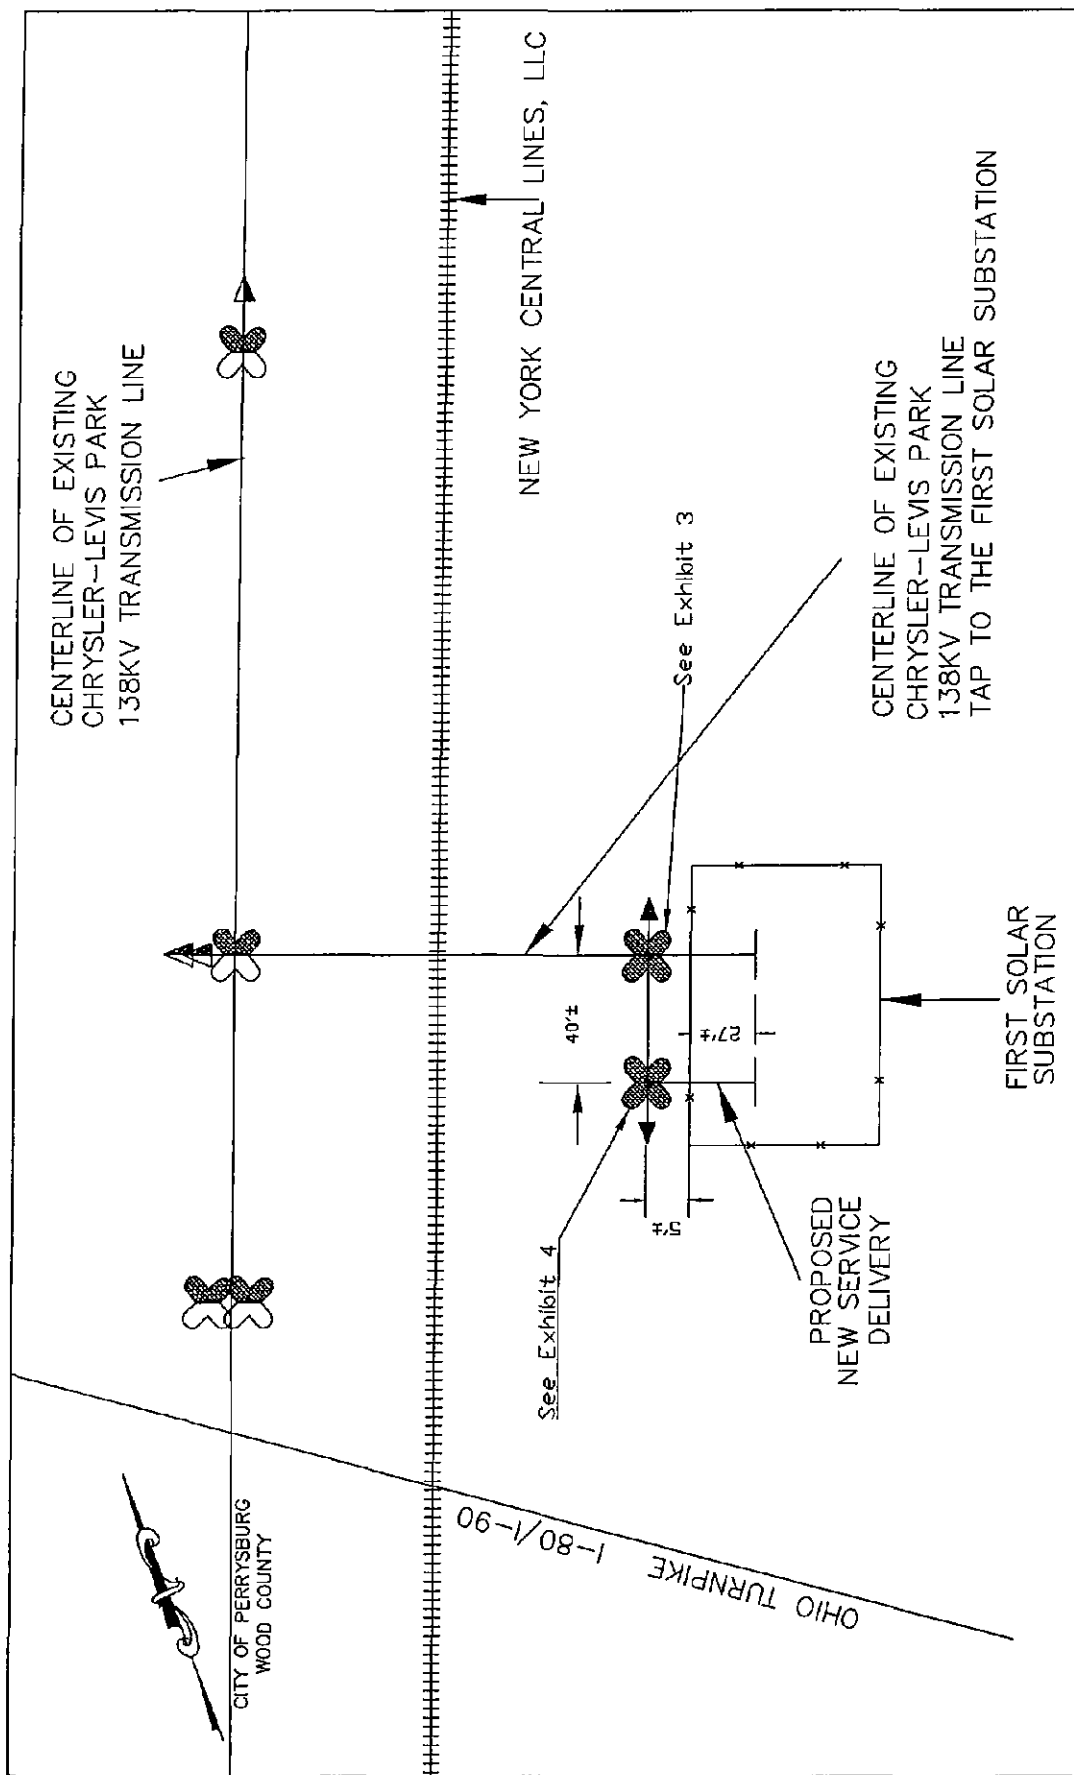 CENTERLINE OF EXISTING
CHRYSLER-LEVIS PARK
138KV TRANSMISSION LINE
NEW YORK CENTRAL LINES, LLC
CITY OF PERRYSBURG
WOOD COUNTY
OHIO TURNPIKE I-80/I-90
See Exhibit 4
40'±
See Exhibit 3
5'±
27'±
CENTERLINE OF EXISTING
CHRYSLER-LEVIS PARK
138KV TRANSMISSION LINE
TAP TO THE FIRST SOLAR SUBSTATION
PROPOSED
NEW SERVICE
DELIVERY
FIRST SOLAR
SUBSTATION